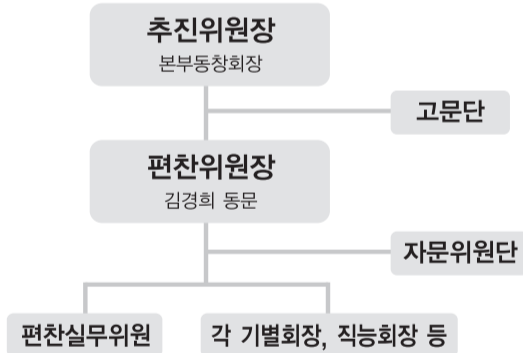 추진위원장
본부동창회장
고문단
편찬위원장
김경희 동문
자문위원단
편찬실무위원
각 기별회장, 직능회장 등